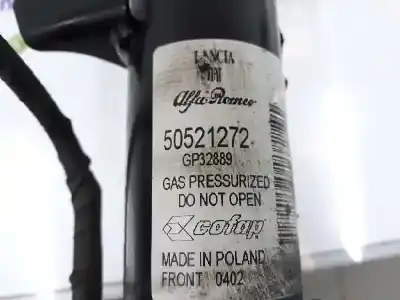 LANCIA
FIAT
Alfa Romeo
50521272
GP32889
GAS PRESSURIZED
DO NOT OPEN
cofap
MADE IN POLAND
FRONT 0402